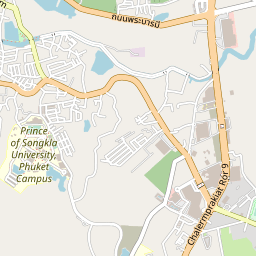 ถนนพระบารมี
Prince
of Songkla
University,
Phuket
Campus
Chalermprakiat Ror 9